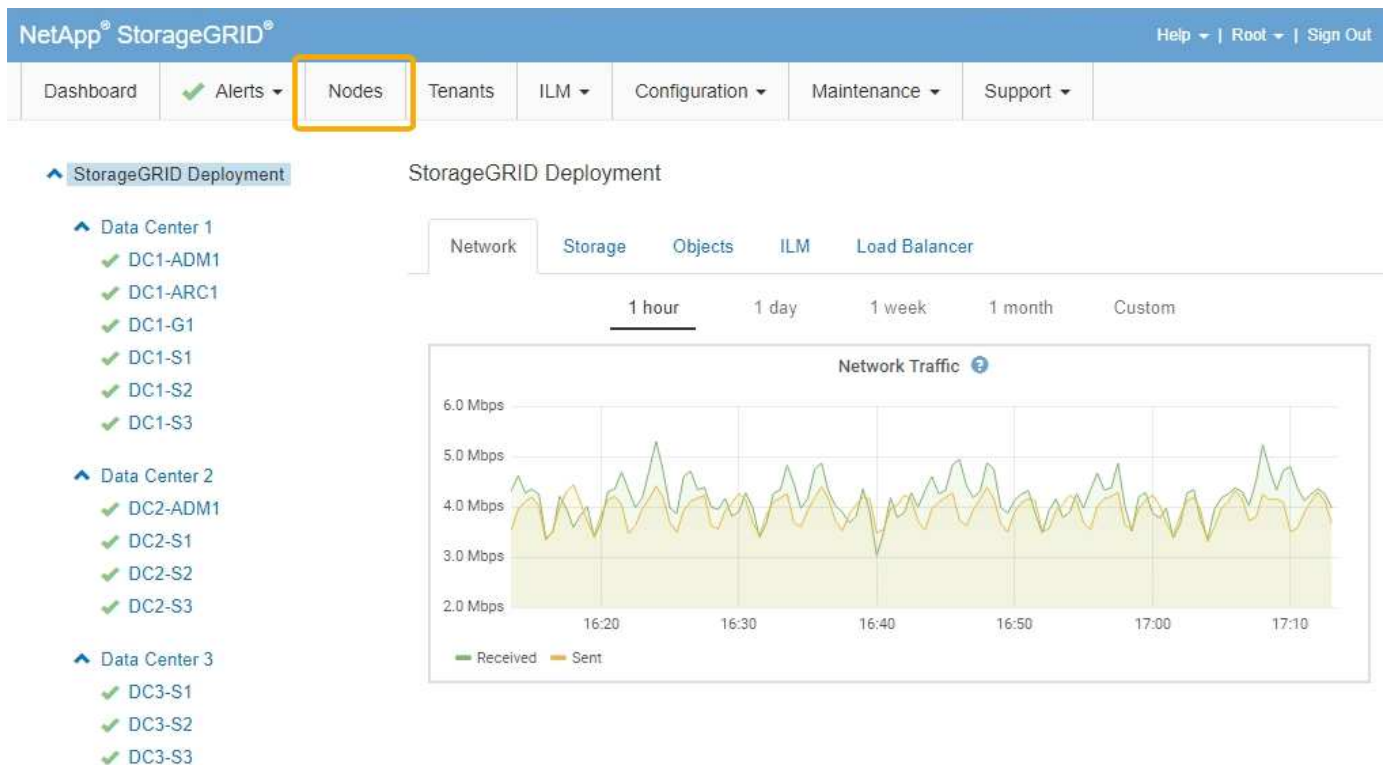 NetApp® StorageGRID®
Help | Root | Sign Out
Dashboard Alerts Nodes Tenants ILM Configuration Maintenance Support
StorageGRID Deployment
Data Center 1
DC1-ADM1
DC1-ARC1
DC1-G1
DC1-S1
DC1-S2
DC1-S3
Data Center 2
DC2-ADM1
DC2-S1
DC2-S2
DC2-S3
Data Center 3
DC3-S1
DC3-S2
DC3-S3
StorageGRID Deployment
Network Storage Objects ILM Load Balancer
1 hour 1 day 1 week 1 month Custom
Network Traffic ?
6.0 Mbps
5.0 Mbps
4.0 Mbps
3.0 Mbps
2.0 Mbps
16:20 16:30 16:40 16:50 17:00 17:10
Received Sent